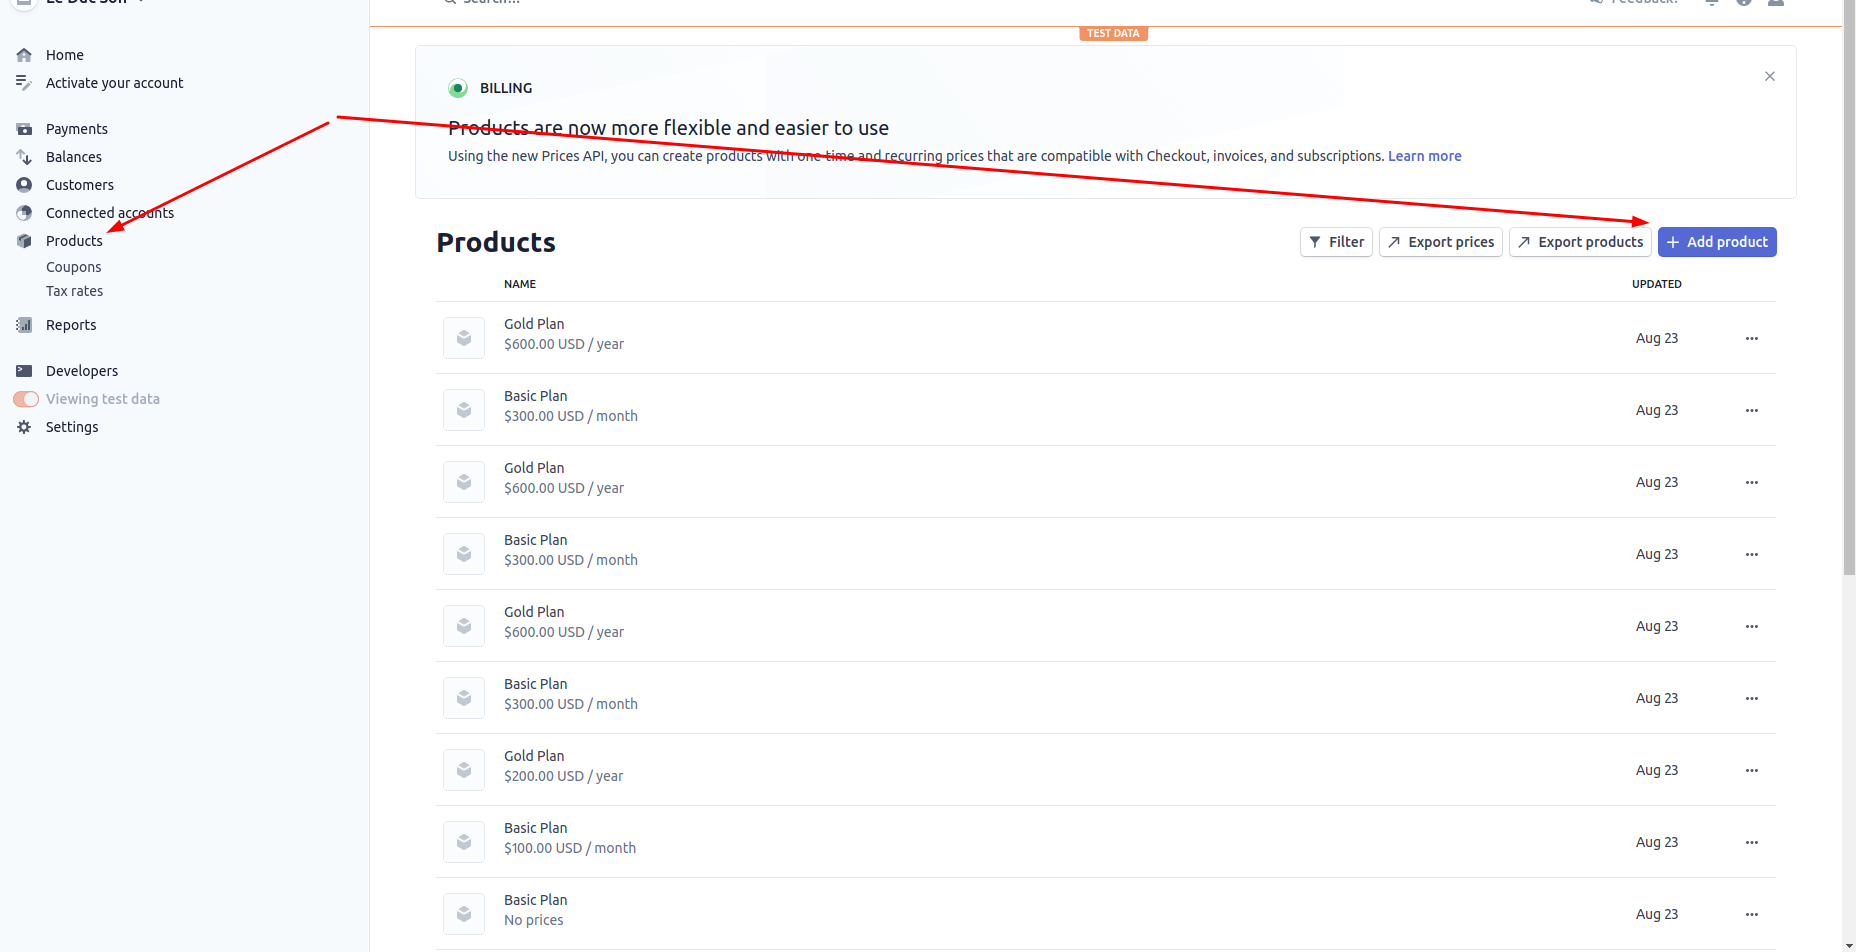 Le Duc Son
Search...
Feedback?
TEST DATA
Home
Activate your account
Payments
Balances
Customers
Connected accounts
Products
Coupons
Tax rates
Reports
Developers
Viewing test data
Settings
BILLING
Products are now more flexible and easier to use
Using the new Prices API, you can create products with one-time and recurring prices that are compatible with Checkout, invoices, and subscriptions. Learn more
Products
Filter
Export prices
Export products
Add product
NAME UPDATED
Gold Plan
$600.00 USD / year
Aug 23
Basic Plan
$300.00 USD / month
Aug 23
Gold Plan
$600.00 USD / year
Aug 23
Basic Plan
$300.00 USD / month
Aug 23
Gold Plan
$600.00 USD / year
Aug 23
Basic Plan
$300.00 USD / month
Aug 23
Gold Plan
$200.00 USD / year
Aug 23
Basic Plan
$100.00 USD / month
Aug 23
Basic Plan
No prices
Aug 23